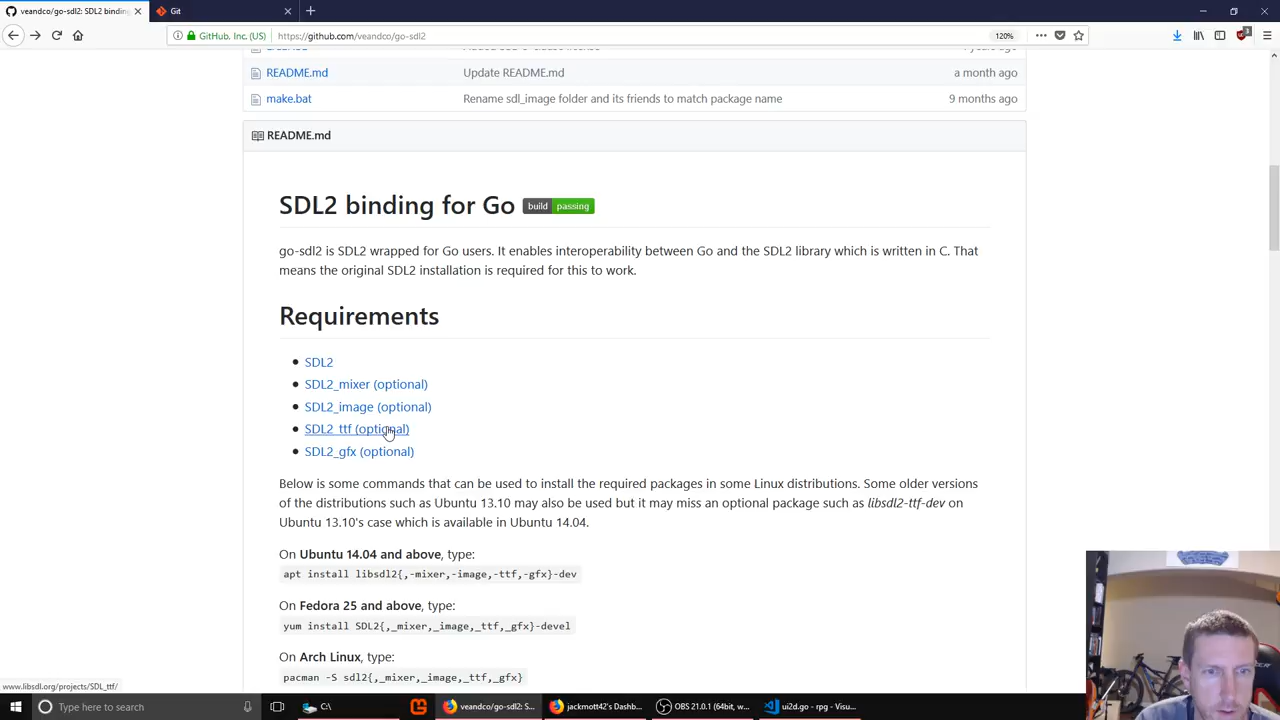 veandco/go-sdl2: SDL2 binding
Git
GitHub, Inc. (US)
https://github.com/veandco/go-sdl2
120%
README.md
Update README.md
a month ago
make.bat
Rename sdl_image folder and its friends to match package name
9 months ago
README.md
SDL2 binding for Go
build passing
go-sdl2 is SDL2 wrapped for Go users. It enables interoperability between Go and the SDL2 library which is written in C. That
means the original SDL2 installation is required for this to work.
Requirements
SDL2
SDL2_mixer (optional)
SDL2_image (optional)
SDL2_ttf (optional)
SDL2_gfx (optional)
Below is some commands that can be used to install the required packages in some Linux distributions. Some older versions
of the distributions such as Ubuntu 13.10 may also be used but it may miss an optional package such as libsdl2-ttf-dev on
Ubuntu 13.10's case which is available in Ubuntu 14.04.
On Ubuntu 14.04 and above, type:
apt install libsdl2{,-mixer,-image,-ttf,-gfx}-dev
On Fedora 25 and above, type:
yum install SDL2{,_mixer,_image,_ttf,_gfx}-devel
On Arch Linux, type:
pacman -S sdl2{,_mixer,_image,_ttf,_gfx}
www.libsdl.org/projects/SDL_ttf/
Type here to search
C:\
veandco/go-sdl2: S...
jackmott42's Dashb...
OBS 21.0.1 (64bit, w...
ui2d.go - rpg - Visu...